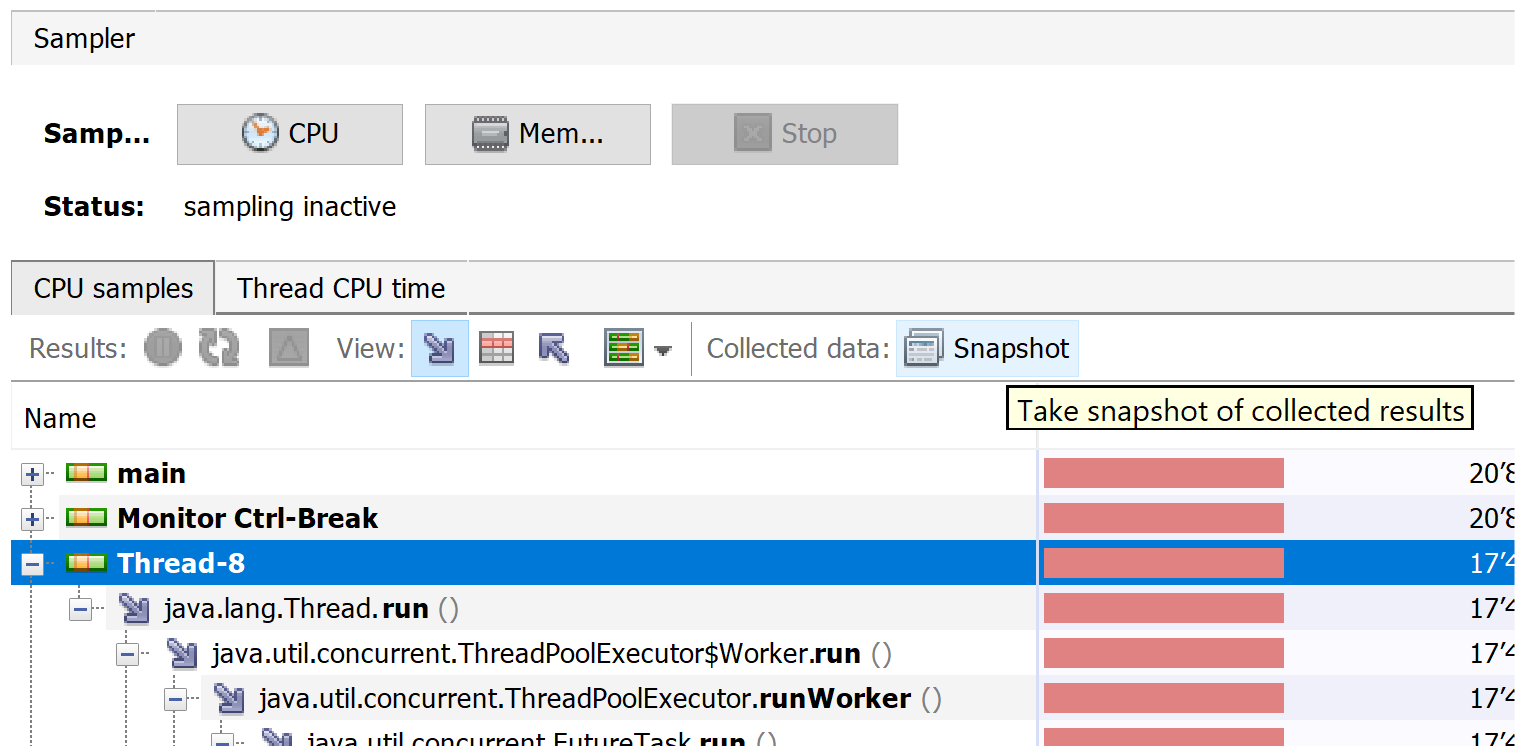 Sampler
Samp... CPU Mem... Stop
Status: sampling inactive
CPU samples Thread CPU time
Results: View: Collected data: Snapshot
Take snapshot of collected results
Name
main 20’8
Monitor Ctrl-Break 20’8
Thread-8 17’4
java.lang.Thread.run () 17’4
java.util.concurrent.ThreadPoolExecutor$Worker.run () 17’4
java.util.concurrent.ThreadPoolExecutor.runWorker () 17’4
java.util.concurrent.FutureTask.run () 17’4